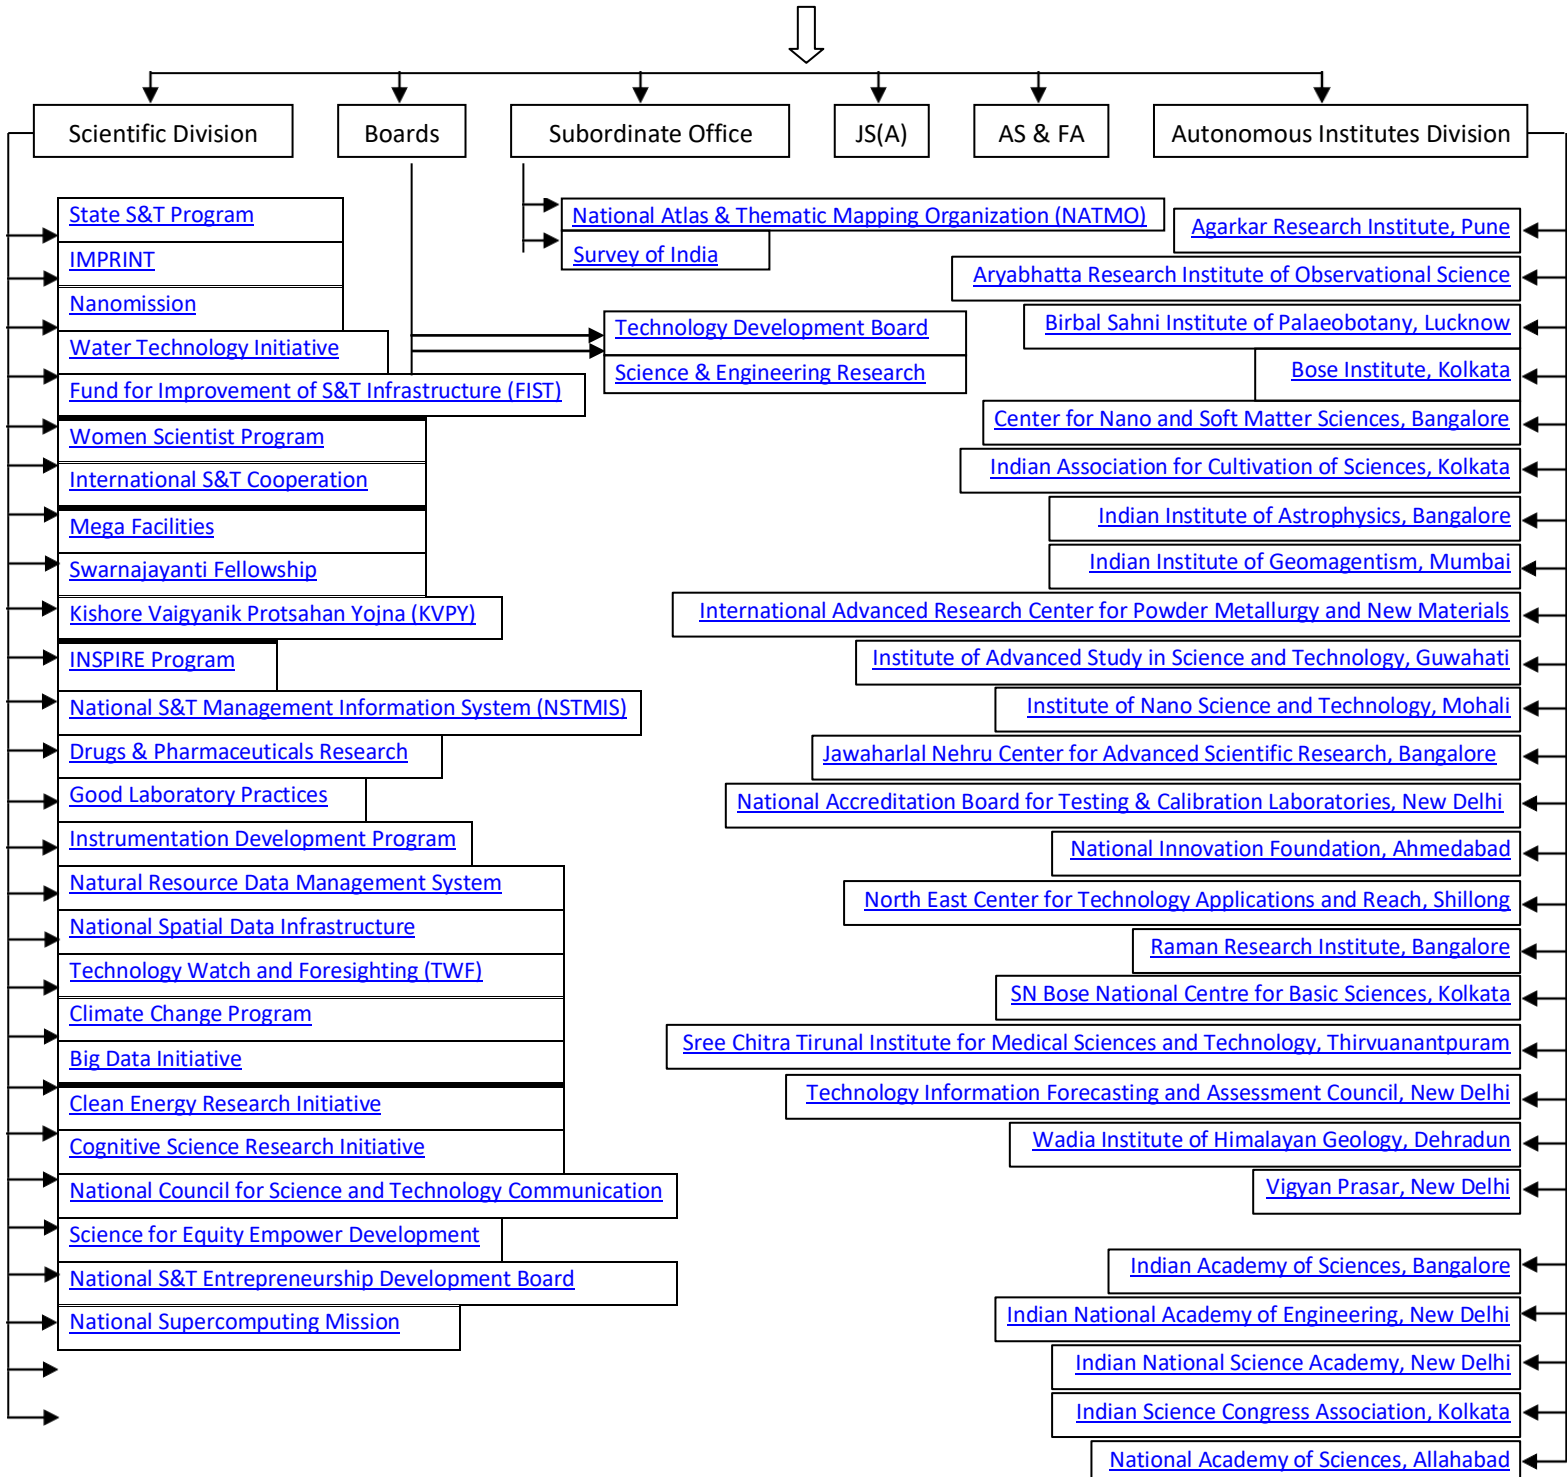 Scientific Division
Boards
Subordinate Office
JS(A)
AS & FA
Autonomous Institutes Division
State S&T Program
IMPRINT
Nanomission
Water Technology Initiative
Fund for Improvement of S&T Infrastructure (FIST)
Women Scientist Program
International S&T Cooperation
Mega Facilities
Swarnajayanti Fellowship
Kishore Vaigyanik Protsahan Yojna (KVPY)
INSPIRE Program
National S&T Management Information System (NSTMIS)
Drugs & Pharmaceuticals Research
Good Laboratory Practices
Instrumentation Development Program
Natural Resource Data Management System
National Spatial Data Infrastructure
Technology Watch and Foresighting (TWF)
Climate Change Program
Big Data Initiative
Clean Energy Research Initiative
Cognitive Science Research Initiative
National Council for Science and Technology Communication
Science for Equity Empower Development
National S&T Entrepreneurship Development Board
National Supercomputing Mission
National Atlas & Thematic Mapping Organization (NATMO)
Survey of India
Technology Development Board
Science & Engineering Research
Agarkar Research Institute, Pune
Aryabhatta Research Institute of Observational Science
Birbal Sahni Institute of Palaeobotany, Lucknow
Bose Institute, Kolkata
Center for Nano and Soft Matter Sciences, Bangalore
Indian Association for Cultivation of Sciences, Kolkata
Indian Institute of Astrophysics, Bangalore
Indian Institute of Geomagentism, Mumbai
International Advanced Research Center for Powder Metallurgy and New Materials
Institute of Advanced Study in Science and Technology, Guwahati
Institute of Nano Science and Technology, Mohali
Jawaharlal Nehru Center for Advanced Scientific Research, Bangalore
National Accreditation Board for Testing & Calibration Laboratories, New Delhi
National Innovation Foundation, Ahmedabad
North East Center for Technology Applications and Reach, Shillong
Raman Research Institute, Bangalore
SN Bose National Centre for Basic Sciences, Kolkata
Sree Chitra Tirunal Institute for Medical Sciences and Technology, Thirvuanantpuram
Technology Information Forecasting and Assessment Council, New Delhi
Wadia Institute of Himalayan Geology, Dehradun
Vigyan Prasar, New Delhi
Indian Academy of Sciences, Bangalore
Indian National Academy of Engineering, New Delhi
Indian National Science Academy, New Delhi
Indian Science Congress Association, Kolkata
National Academy of Sciences, Allahabad